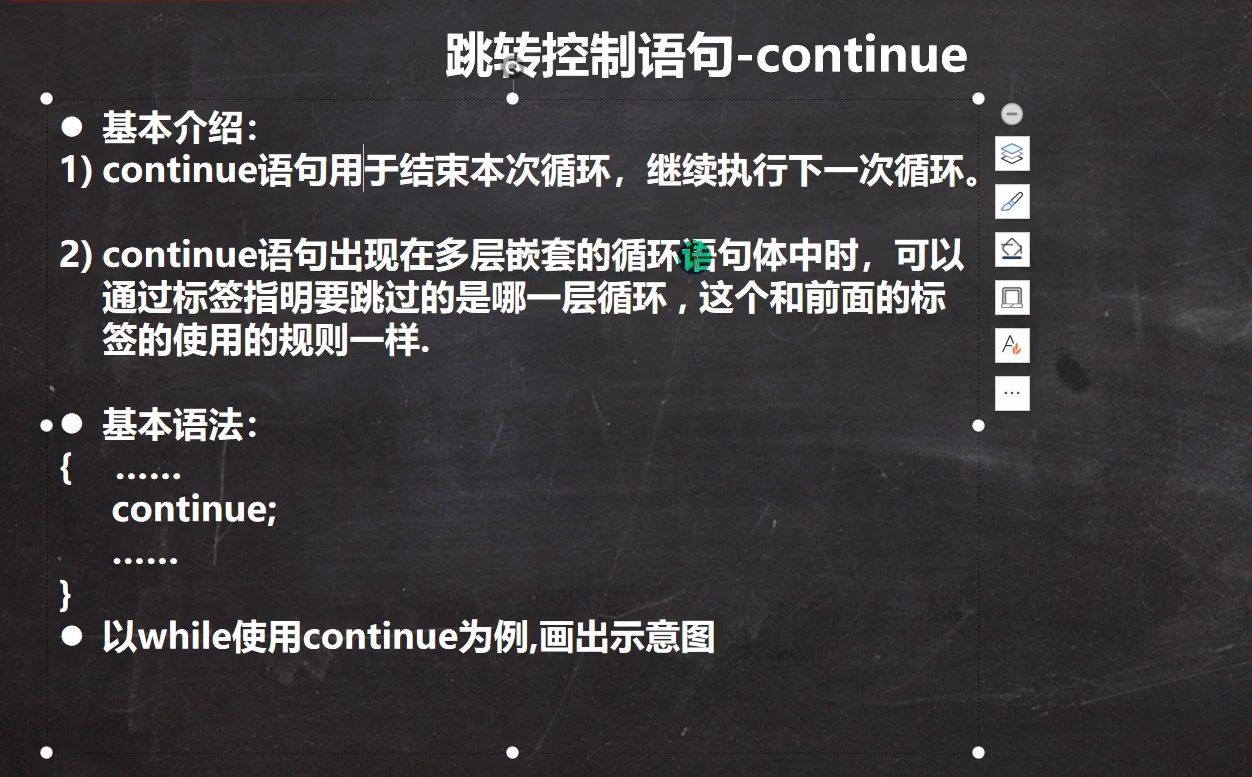 跳转控制语句-continue
● 基本介绍：
1) continue语句用于结束本次循环，继续执行下一次循环。
2) continue语句出现在多层嵌套的循环语句体中时，可以
通过标签指明要跳过的是哪一层循环 , 这个和前面的标
签的使用的规则一样.
● 基本语法：
{ ……
continue;
……
}
● 以while使用continue为例,画出示意图